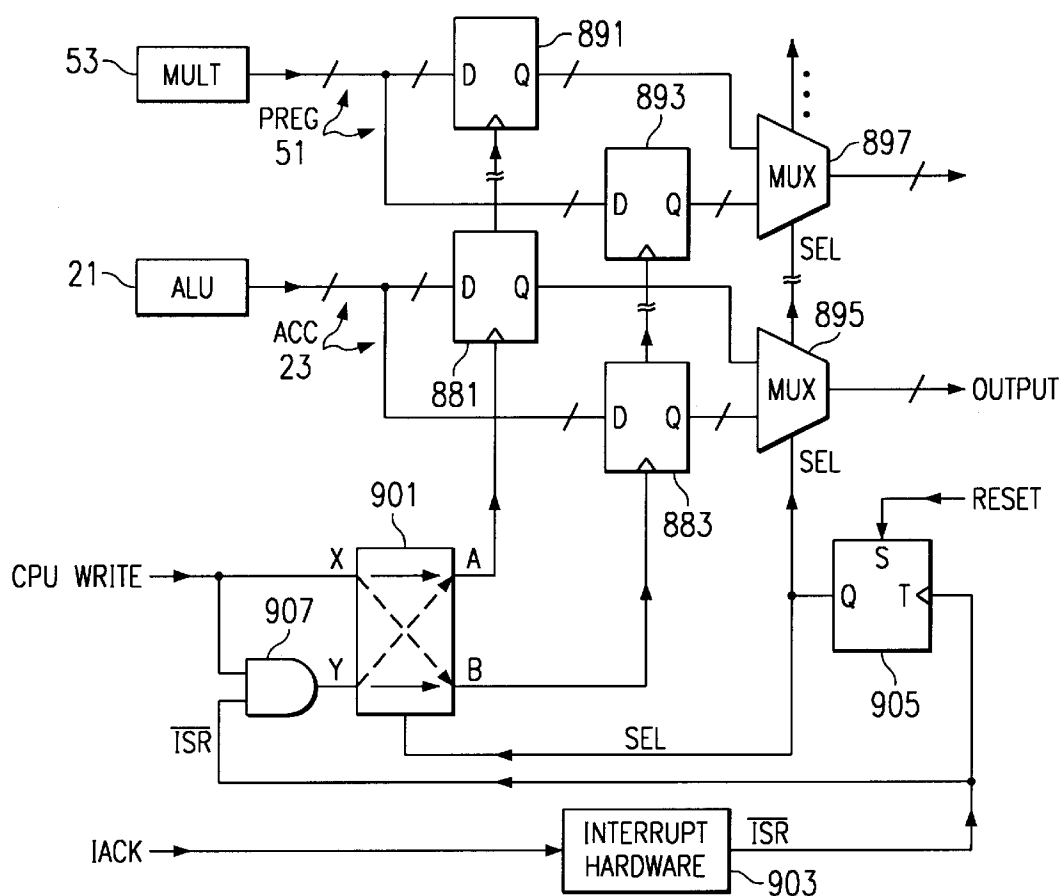 891
53
MULT
D Q
PREG
51
893
897
MUX
D Q
SEL
21
ALU
D Q
895
ACC
23
881
MUX
OUTPUT
D Q
SEL
901
883
RESET
CPU WRITE
X
A
S
Q T
907
Y
B
905
ISR
SEL
IACK
INTERRUPT
HARDWARE
ISR
903